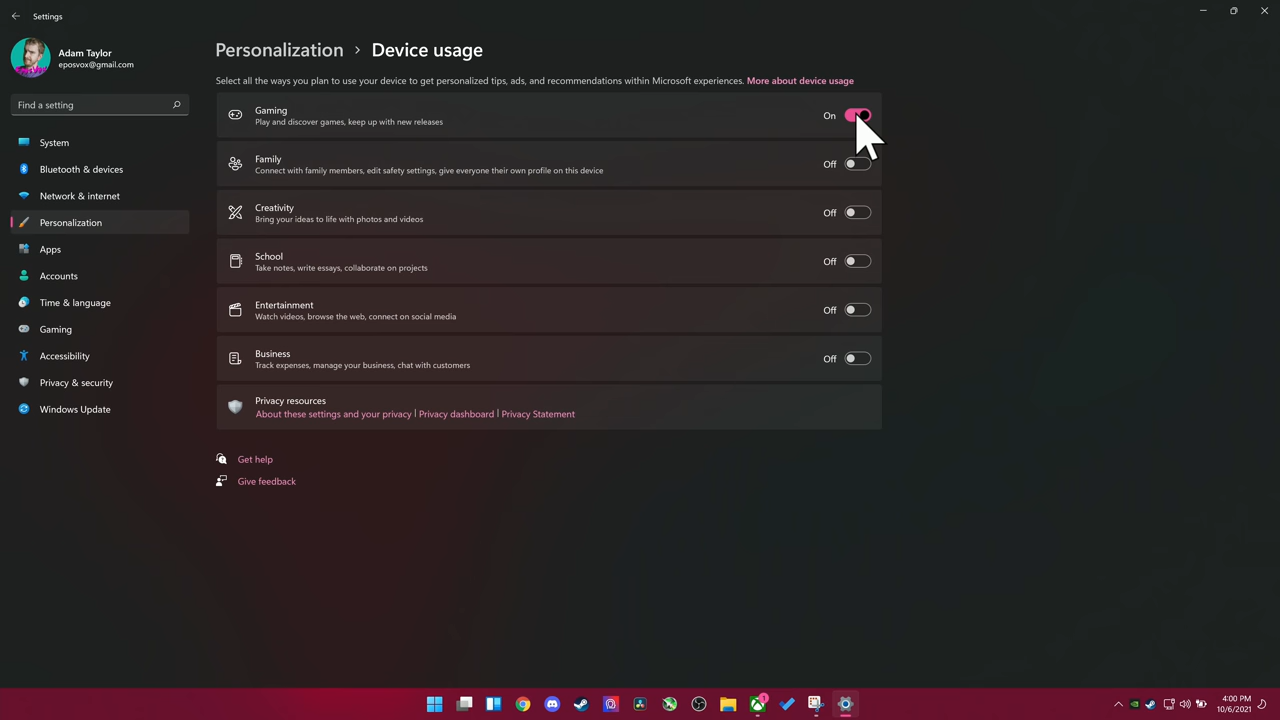 Settings
Adam Taylor
eposvox@gmail.com
Find a setting
System
Bluetooth & devices
Network & internet
Personalization
Apps
Accounts
Time & language
Gaming
Accessibility
Privacy & security
Windows Update
Personalization > Device usage
Select all the ways you plan to use your device to get personalized tips, ads, and recommendations within Microsoft experiences. More about device usage
Gaming
Play and discover games, keep up with new releases
On
Family
Connect with family members, edit safety settings, give everyone their own profile on this device
Off
Creativity
Bring your ideas to life with photos and videos
Off
School
Take notes, write essays, collaborate on projects
Off
Entertainment
Watch videos, browse the web, connect on social media
Off
Business
Track expenses, manage your business, chat with customers
Off
Privacy resources
About these settings and your privacy | Privacy dashboard | Privacy Statement
Get help
Give feedback
1
4:00 PM
10/6/2021